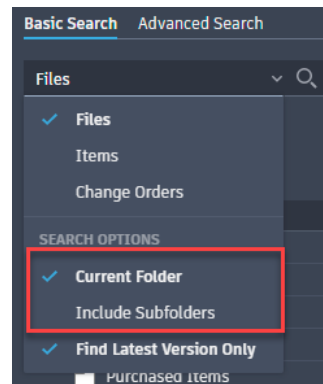 Basic Search Advanced Search
Files
Files
Items
Change Orders
SEARCH OPTIONS
Current Folder
Include Subfolders
Find Latest Version Only
Purchased Items